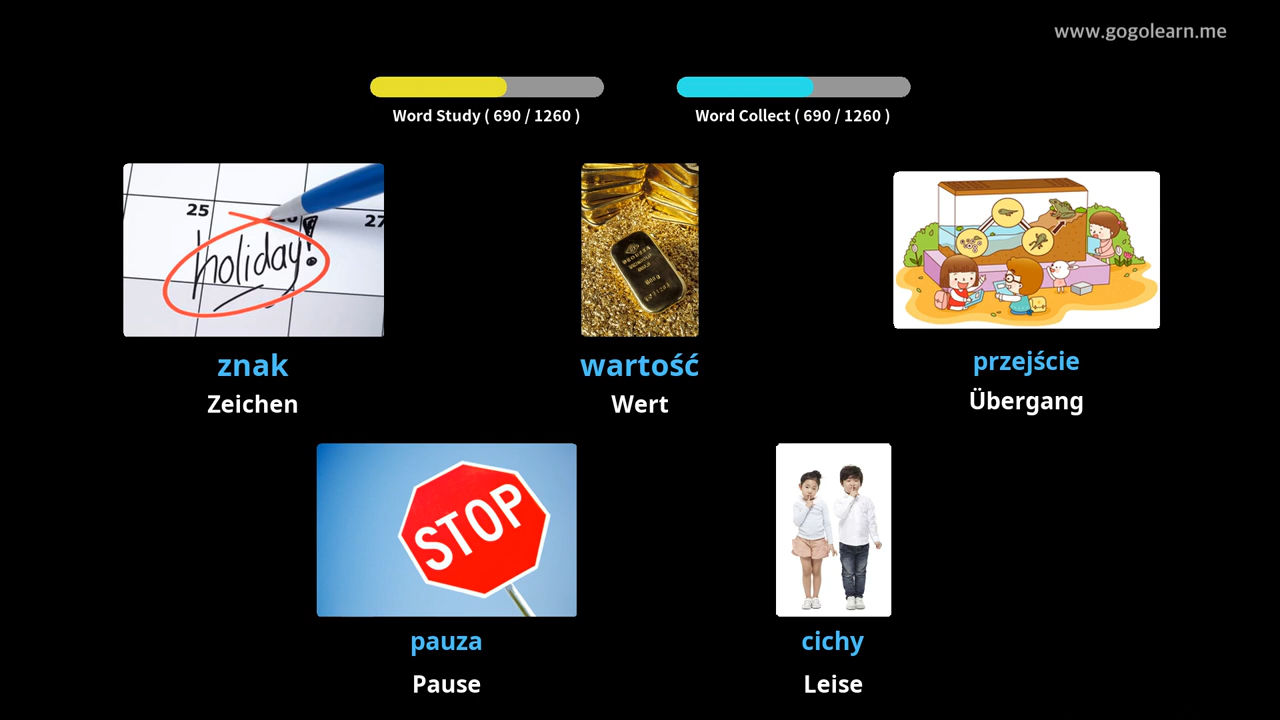 www.gogolearn.me
Word Study ( 690 / 1260 )
Word Collect ( 690 / 1260 )
25
27
holiday!
znak
Zeichen
wartość
Wert
przejście
Übergang
STOP
pauza
Pause
cichy
Leise